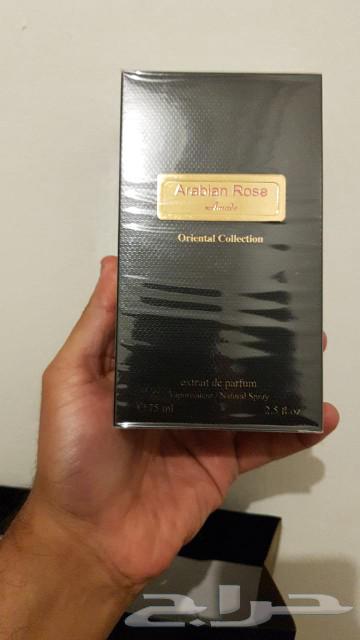 Arabian Rose
Oriental Collection
extrait de parfum
Vaporisateur / Natural Spray
75 ml 2.5 fl oz
حراج